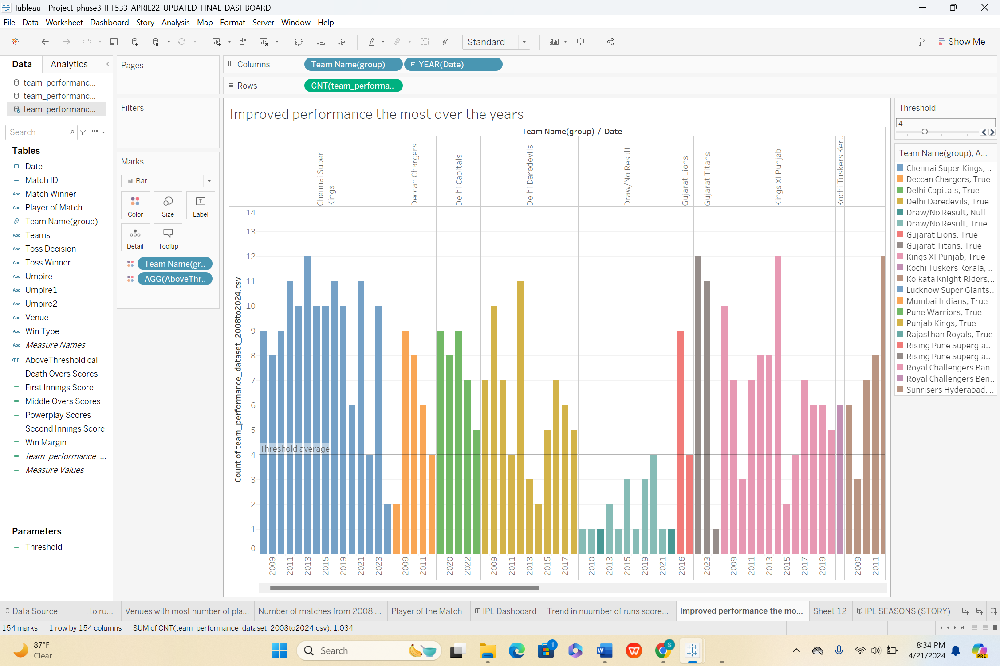 Tableau - Project-phase3_IFT533_APRIL22_UPDATED_FINAL_DASHBOARD
File Data Worksheet Dashboard Story Analysis Map Format Server Window Help
Standard
Show Me
Data Analytics
team_performanc...
team_performanc...
team_performanc...
Search
Tables
Date
# Match ID
Abc Match Winner
Abc Player of Match
Team Name(group)
Abc Teams
Abc Toss Decision
Abc Toss Winner
Abc Umpire
Abc Umpire1
Abc Umpire2
Abc Venue
Abc Win Type
Abc Measure Names
=T|F AboveThreshold cal
# Death Overs Scores
# First Innings Score
# Middle Overs Scores
# Powerplay Scores
# Second Innings Score
# Win Margin
# team_performance_...
# Measure Values
Parameters
# Threshold
Pages
Filters
Marks
Bar
Color Size Label
Detail Tooltip
Team Name(gr..
AGG(AboveThr..
Columns Team Name(group) YEAR(Date)
Rows CNT(team_performa..
Improved performance the most over the years
Team Name(group) / Date
Chennai Super
Kings
Deccan Chargers
Delhi Capitals
Delhi Daredevils
Draw/No Result
Gujarat Lions
Gujarat Titans
Kings XI Punjab
Kochi Tuskers Ker..
Count of team_performance_dataset_2008to2024.csv
14
13
12
11
10
9
8
7
6
5
4
3
2
1
0
Threshold average
2009 2011 2013 2015 2019 2021 2023 2009 2011 2020 2022 2009 2011 2013 2015 2017 2010 2013 2015 2019 2021 2016 2023 2009 2011 2013 2015 2017 2019 2009 2011
Threshold
4
Team Name(group), A...
Chennai Super Kings, ..
Deccan Chargers, True
Delhi Capitals, True
Delhi Daredevils, True
Draw/No Result, Null
Draw/No Result, True
Gujarat Lions, True
Gujarat Titans, True
Kings XI Punjab, True
Kochi Tuskers Kerala, ..
Kolkata Knight Riders,..
Lucknow Super Giants..
Mumbai Indians, True
Pune Warriors, True
Punjab Kings, True
Rajasthan Royals, True
Rising Pune Supergia..
Rising Pune Supergia..
Royal Challengers Ban..
Royal Challengers Ben..
Sunrisers Hyderabad, ..
Data Source : to ru... Venues with most number of pla... Number of matches from 2008 ... Player of the Match IPL Dashboard Trend in nuumber of runs score... Improved performance the mo... Sheet 12 IPL SEASONS (STORY)
154 marks 1 row by 154 columns SUM of CNT(team_performance_dataset_2008to2024.csv): 1,034
87°F
Clear
Search
1
S
W
8:34 PM
4/21/2024
PRE